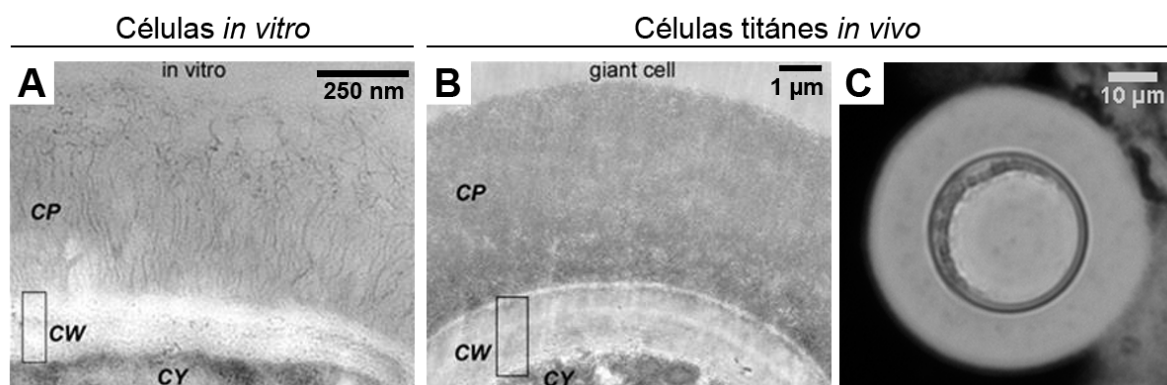 Células in vitro
Células titánes in vivo
A
in vitro
250 nm
CP
CW
CY
B
giant cell
1 µm
CP
CW
CY
C
10 µm